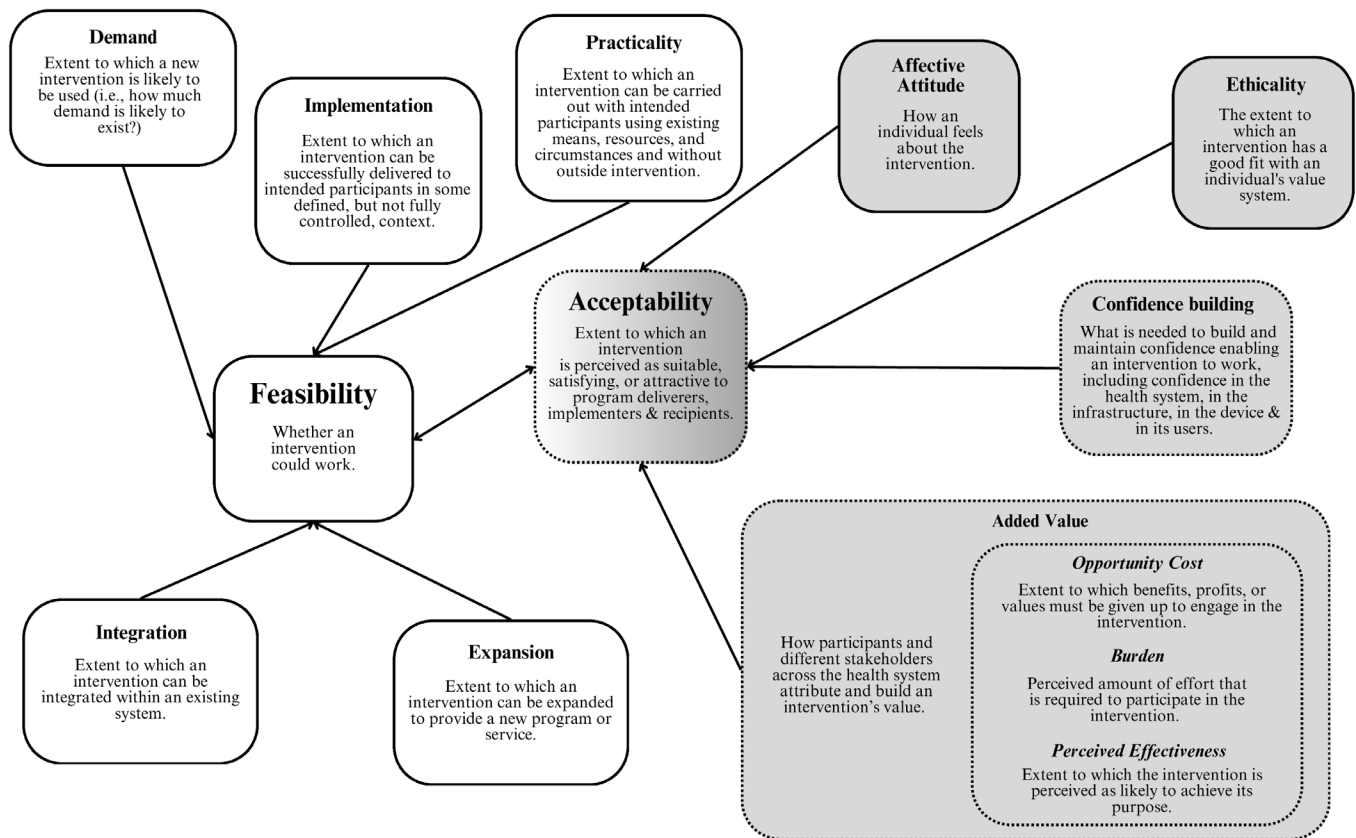 Demand
Extent to which a new
intervention is likely to
be used (i.e., how much
demand is likely to
exist?)
Implementation
Extent to which an
intervention can be
successfully delivered to
intended participants in some
defined, but not fully
controlled, context.
Practicality
Extent to which an
intervention can be carried
out with intended
participants using existing
means, resources, and
circumstances and without
outside intervention.
Affective
Attitude
How an
individual feels
about the
intervention.
Ethicality
The extent to
which an
intervention has a
good fit with an
individual's value
system.
Feasibility
Whether an
intervention
could work.
Acceptability
Extent to which an
intervention
is perceived as suitable,
satisfying, or attractive to
program deliverers,
implementers & recipients.
Confidence building
What is needed to build and
maintain confidence enabling
an intervention to work,
including confidence in the
health system, in the
infrastructure, in the device &
in its users.
Integration
Extent to which an
intervention can be
integrated within an existing
system.
Expansion
Extent to which an
intervention can be expanded
to provide a new program or
service.
Added Value
How participants and
different stakeholders
across the health system
attribute and build an
intervention’s value.
Opportunity Cost
Extent to which benefits, profits, or
values must be given up to engage in the
intervention.
Burden
Perceived amount of effort that
is required to participate in the
intervention.
Perceived Effectiveness
Extent to which the intervention is
perceived as likely to achieve its
purpose.